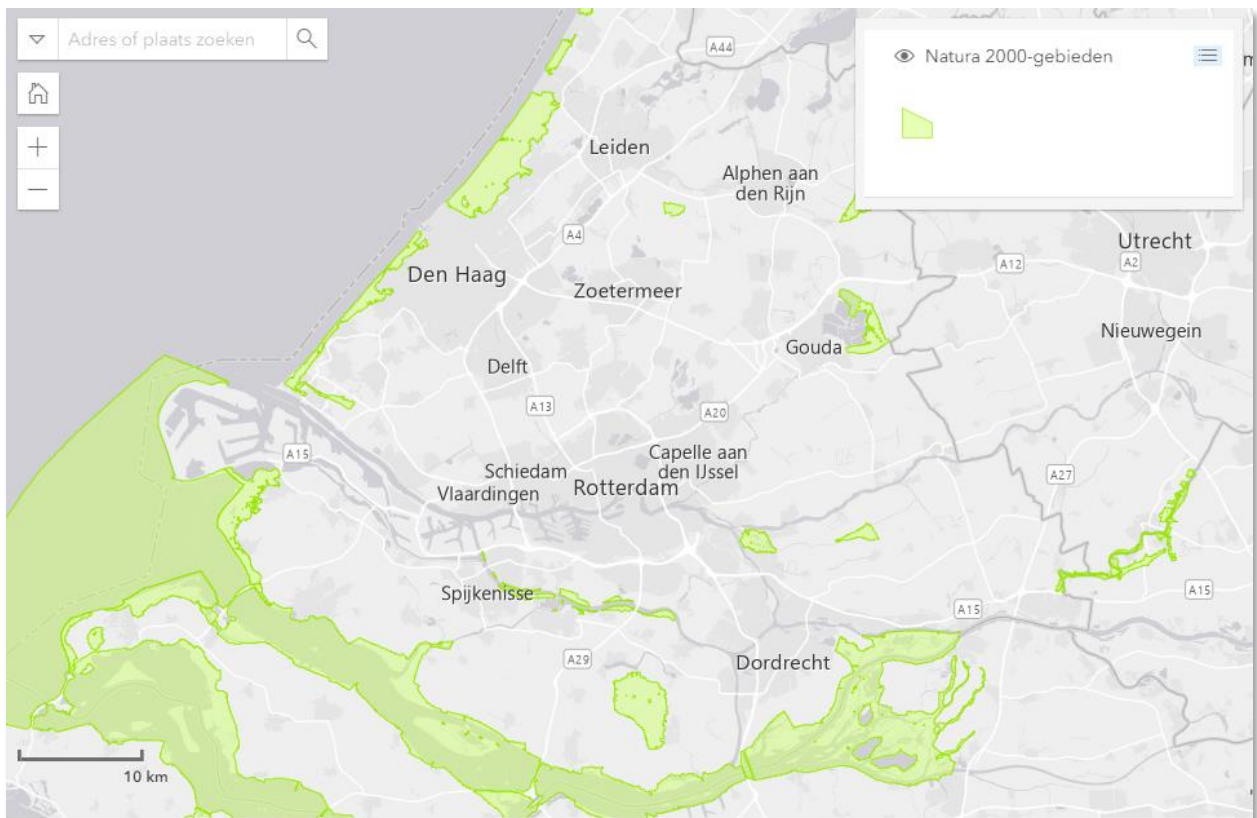 Adres of plaats zoeken
Natura 2000-gebieden
A44
Leiden
Alphen aan
den Rijn
A4
Utrecht
A12
A2
Den Haag
Zoetermeer
Nieuwegein
Gouda
Delft
A13
A20
A15
Capelle aan
den IJssel
Schiedam
Vlaardingen
Rotterdam
A27
Spijkenisse
A15
A15
A29
Dordrecht
10 km